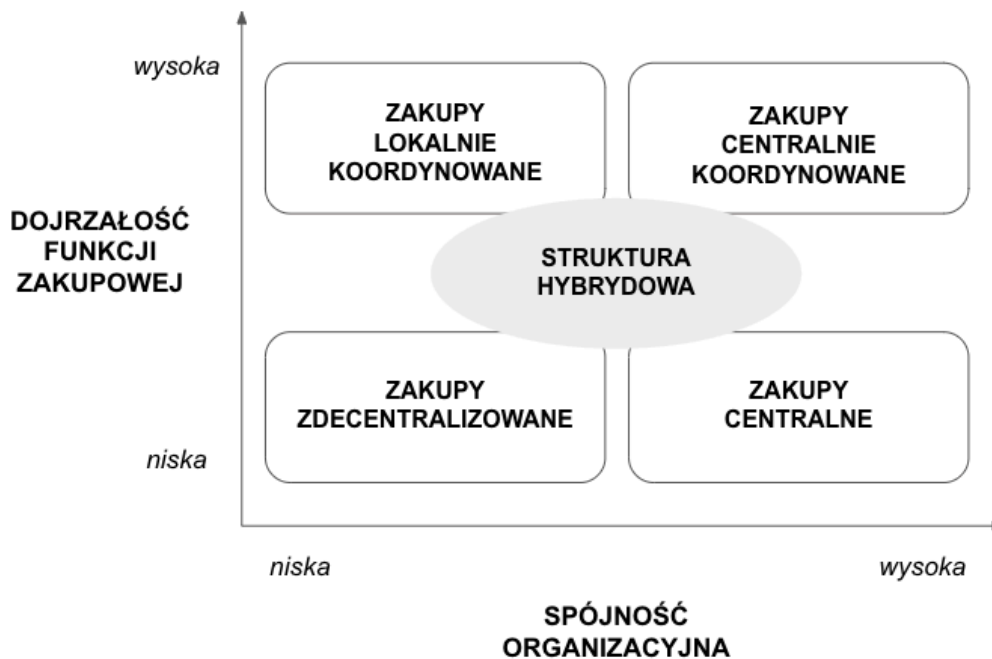 wysoka
ZAKUPY
LOKALNIE
KOORDYNOWANE
ZAKUPY
CENTRALNIE
KOORDYNOWANE
DOJRZAŁOŚĆ
FUNKCJI
ZAKUPOWEJ
STRUKTURA
HYBRYDOWA
ZAKUPY
ZDECENTRALIZOWANE
ZAKUPY
CENTRALNE
niska
niska
wysoka
SPÓJNOŚĆ
ORGANIZACYJNA